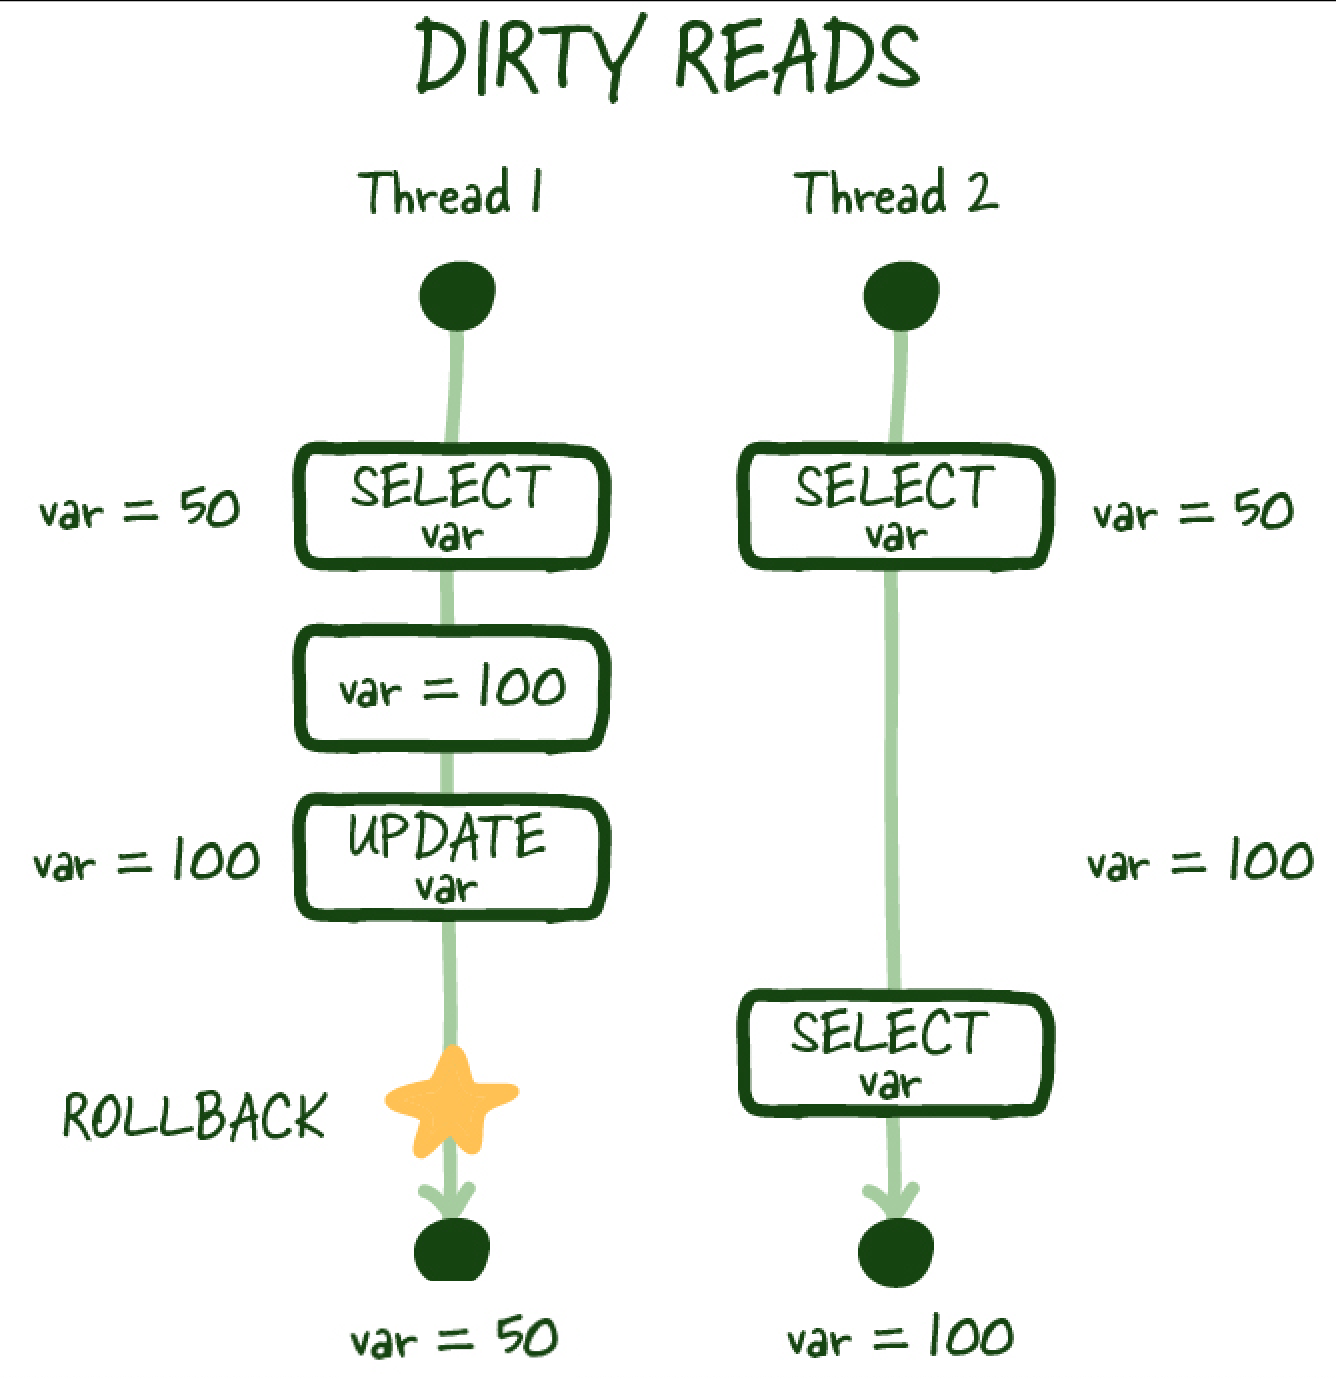 DIRTY READS
Thread 1
Thread 2
var = 50
SELECT
var
SELECT
var
var = 50
var = 100
var = 100
UPDATE
var
var = 100
SELECT
var
ROLLBACK
var = 50
var = 100